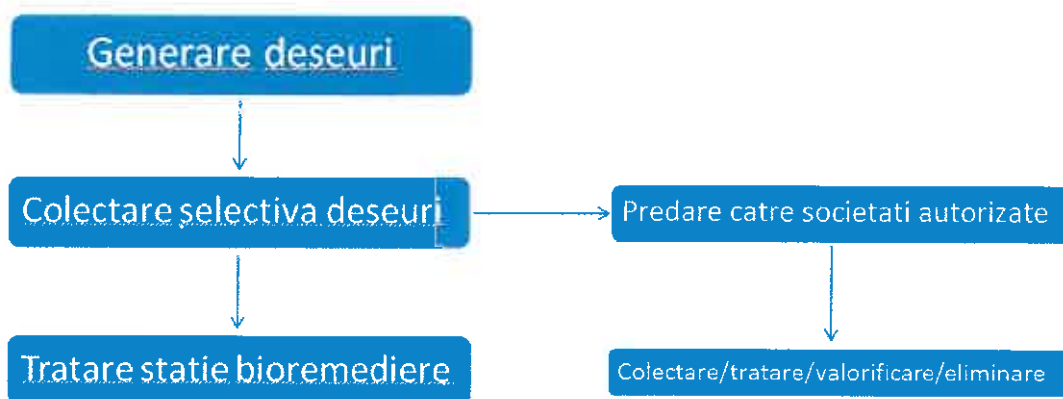 Generare deseuri
Colectare selectiva deseuri
Predare catre societati autorizate
Tratare statie bioremediere
Colectare/tratare/valorificare/eliminare